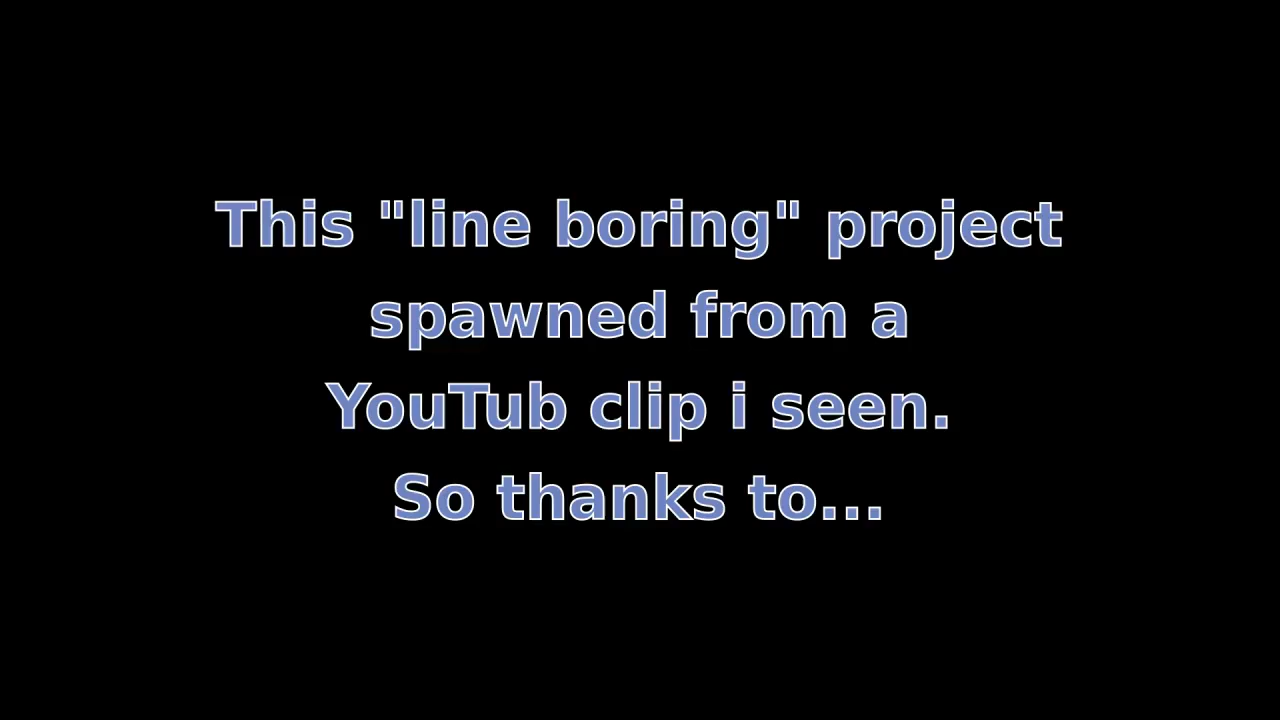 This "line boring" project
spawned from a
YouTub clip i seen.
So thanks to...